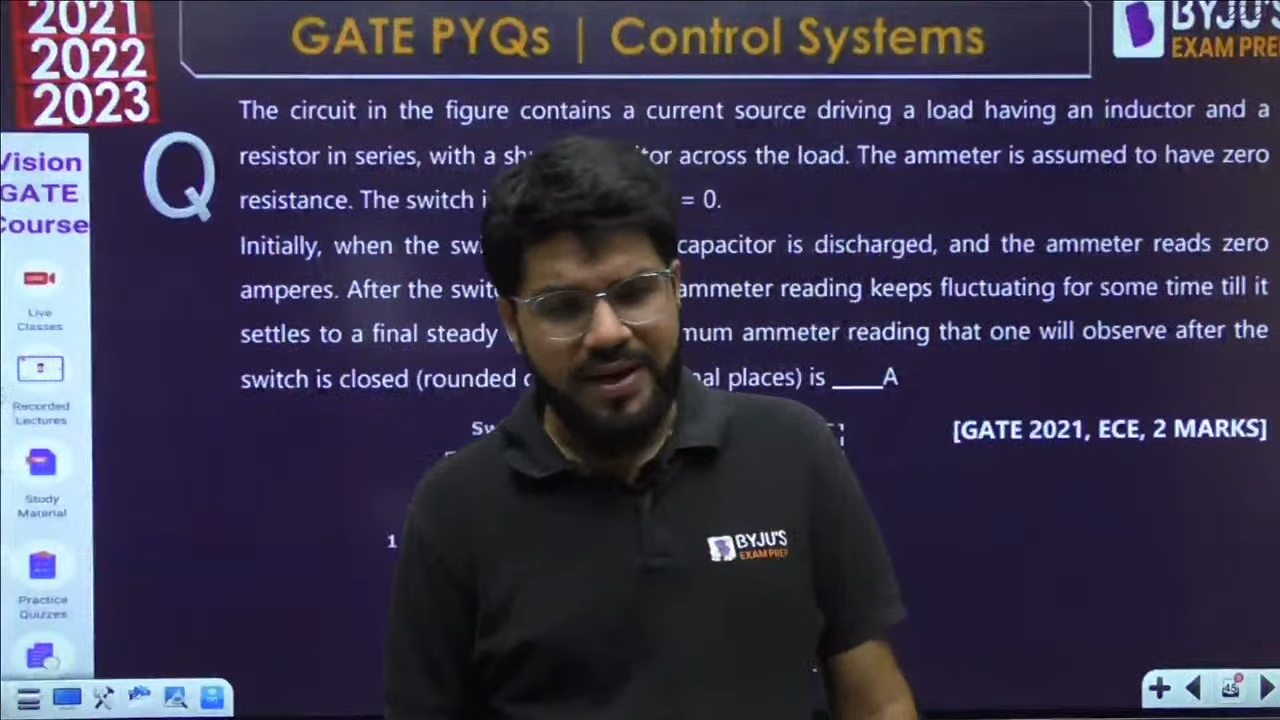 2021
2022
2023
GATE PYQs | Control Systems
BYJU'S
EXAM PRE
Vision
GATE
Course
Live
Classes
Recorded
Lectures
Study
Material
Practice
Quizzes
Q
The circuit in the figure contains a current source driving a load having an inductor and a
resistor in series, with a sh across the load. The ammeter is assumed to have zero
resistance. The switch i = 0.
Initially, when the sw capacitor is discharged, and the ammeter reads zero
amperes. After the swit ammeter reading keeps fluctuating for some time till it
settles to a final steady mum ammeter reading that one will observe after the
switch is closed (rounded places) is ____A
Sw
[GATE 2021, ECE, 2 MARKS]
1
BYJU'S
EXAM PREP
45